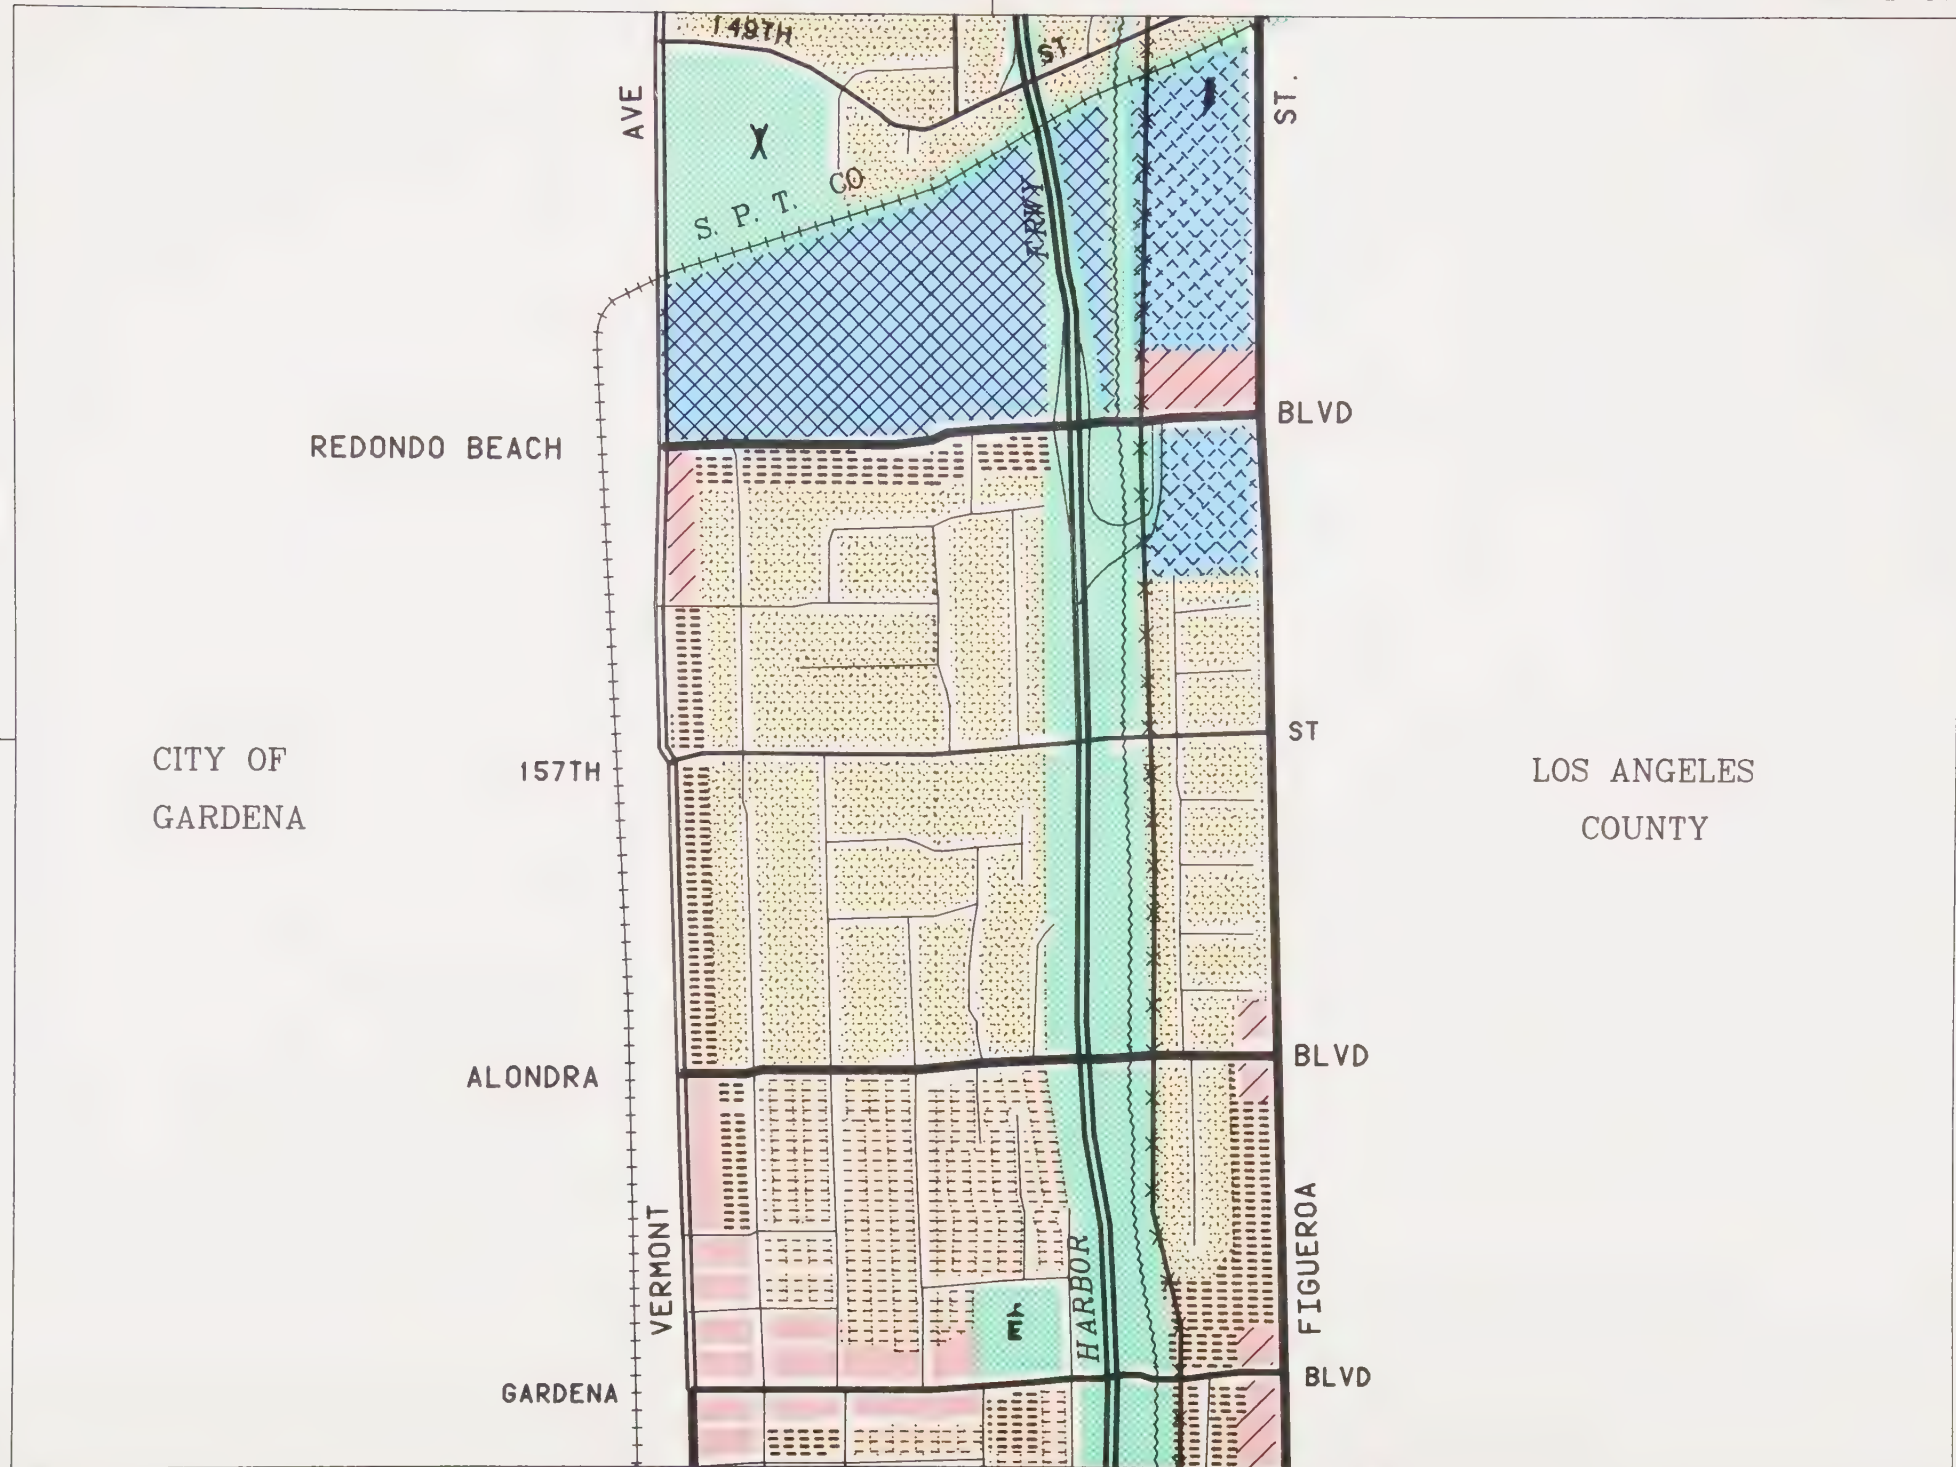 149TH ST
AVE
ST.
X
S. P. T. CO
FRWY
REDONDO BEACH BLVD
CITY OF
GARDENA
157TH ST
LOS ANGELES
COUNTY
ALONDRA BLVD
VERMONT
HARBOR
FIGUEROA
E
GARDENA BLVD